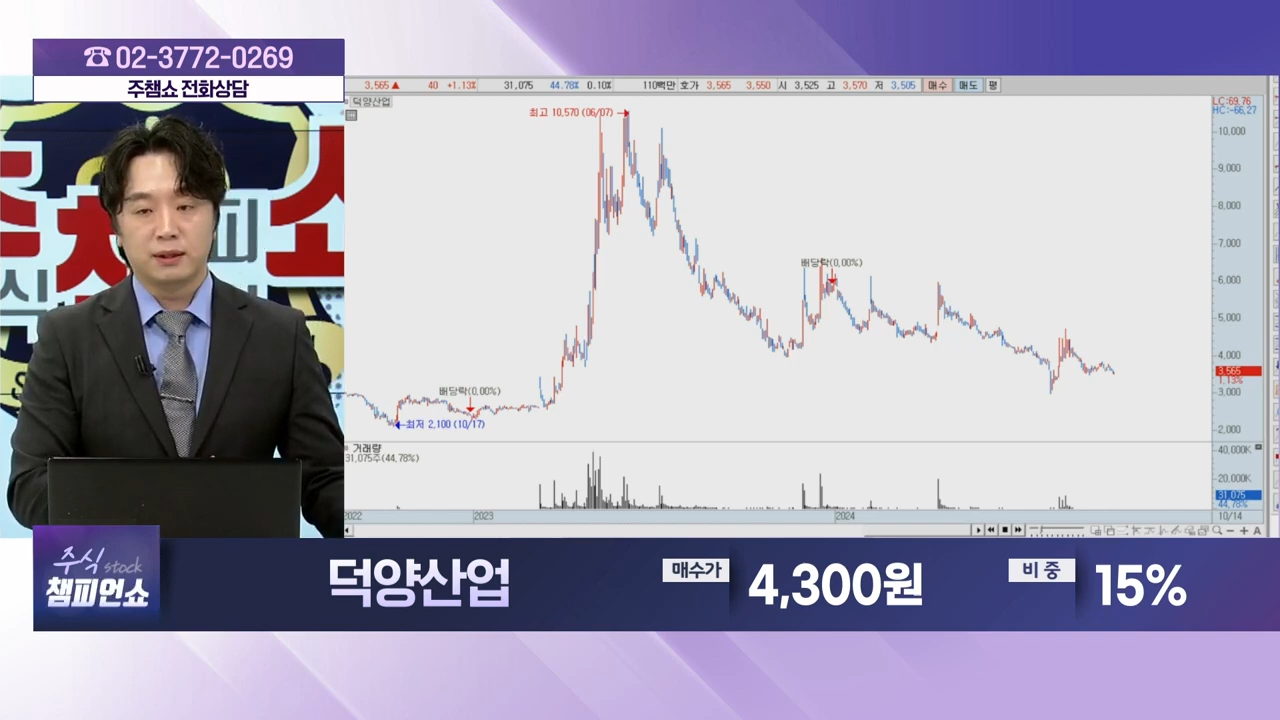 ☎02-3772-0269
주챔쇼 전화상담
3,565▲ 40 +1.13% 31,075 44.78% 0.10% 110백만 호가 3,565 3,550 시 3,525 고 3,570 저 3,505 매수 매도 평
덕양산업
LC:69.76
HC:-66.27
최고 10,570 (06/07)
10,000
9,000
8,000
7,000
배당락(0.00%)
6,000
5,000
4,000
3,565
1.13%
배당락(0.00%)
3,000
최저 2,100 (10/17)
2,000
거래량
31,075주(44.78%)
40,000K
20,000K
31,075
44.78%
2022 2023 2024 10/14
피
식
주식 stock
챔피언쇼
덕양산업
매수가
4,300원
비중
15%